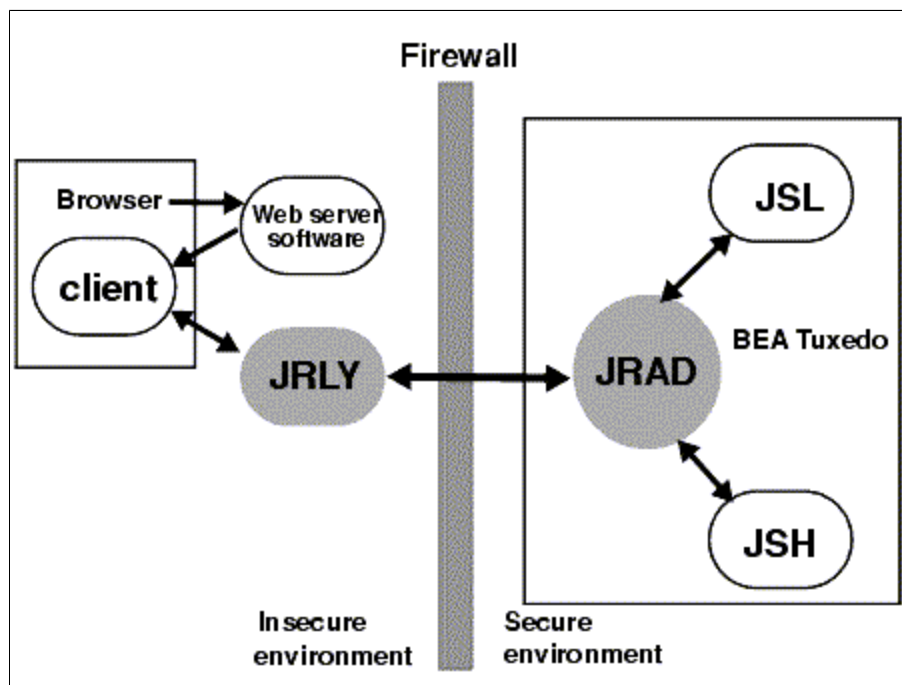 Firewall
Browser
Web server
software
client
JRLY
JSL
JRAD
BEA Tuxedo
JSH
Insecure
environment
Secure
environment